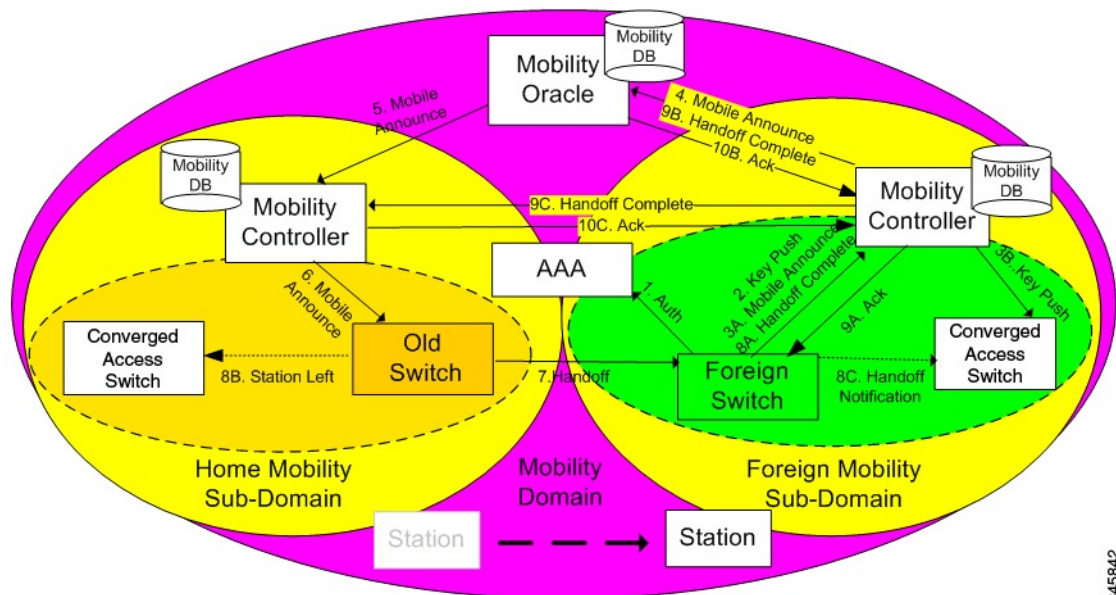 Mobility
DB
Mobility
Oracle
5. Mobile
Announce
4. Mobile Announce
9B. Handoff Complete
10B. Ack
Mobility
DB
Mobility
Controller
Mobility
DB
Mobility
Controller
9C. Handoff Complete
10C. Ack
AAA
6. Mobile
Announce
1. Auth
2. Key Push
3A. Mobile Announce
8A. Handoff Complete
9A. Ack
3B..Key Push
Converged
Access
Switch
8B. Station Left
Old
Switch
7.Handoff
Foreign
Switch
8C. Handoff
Notification
Converged
Access
Switch
Home Mobility
Sub-Domain
Mobility
Domain
Foreign Mobility
Sub-Domain
Station
Station
45842